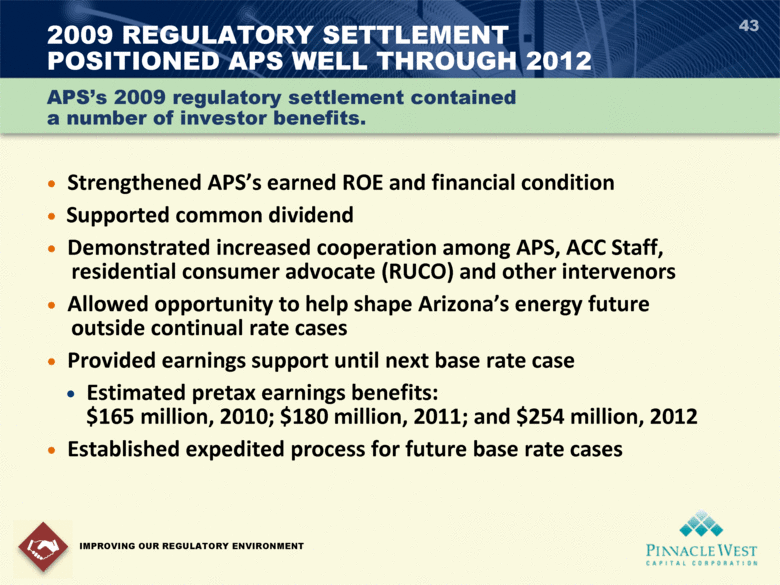 43
2009 REGULATORY SETTLEMENT
POSITIONED APS WELL THROUGH 2012
APS’s 2009 regulatory settlement contained
a number of investor benefits.
• Strengthened APS’s earned ROE and financial condition
• Supported common dividend
• Demonstrated increased cooperation among APS, ACC Staff,
residential consumer advocate (RUCO) and other intervenors
• Allowed opportunity to help shape Arizona’s energy future
outside continual rate cases
• Provided earnings support until next base rate case
• Estimated pretax earnings benefits:
$165 million, 2010; $180 million, 2011; and $254 million, 2012
• Established expedited process for future base rate cases
IMPROVING OUR REGULATORY ENVIRONMENT
PINNACLE WEST
CAPITAL CORPORATION